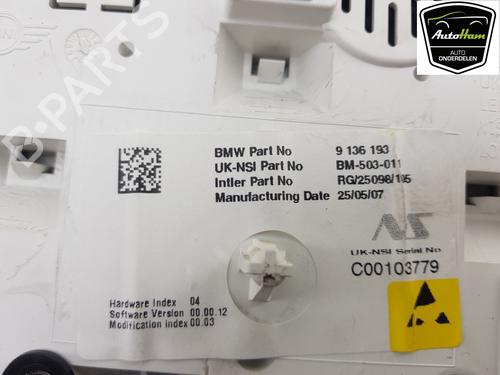 AutoHam
AUTO
ONDERDELEN
BMW Part No 9 136 193
UK-NSI Part No BM-503-011
Intler Part No RG/25098/105
Manufacturing Date 25/05/07
UK-NSI Serial No
C00103779
Hardware Index 04
Software Version 00.00.12
Modification index 00.03
B-Parts